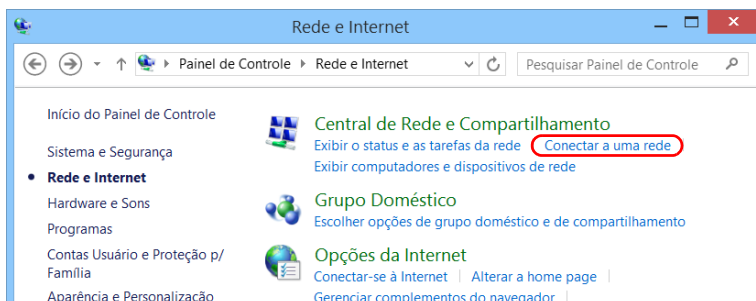 Rede e Internet
Painel de Controle Rede e Internet Pesquisar Painel de Controle
Início do Painel de Controle
Sistema e Segurança
Rede e Internet
Hardware e Sons
Programas
Contas Usuário e Proteção p/
Família
Aparência e Personalização
Central de Rede e Compartilhamento
Exibir o status e as tarefas da rede Conectar a uma rede
Exibir computadores e dispositivos de rede
Grupo Doméstico
Escolher opções de grupo doméstico e de compartilhamento
Opções da Internet
Conectar-se à Internet | Alterar a home page |
Gerenciar complementos do navegador |